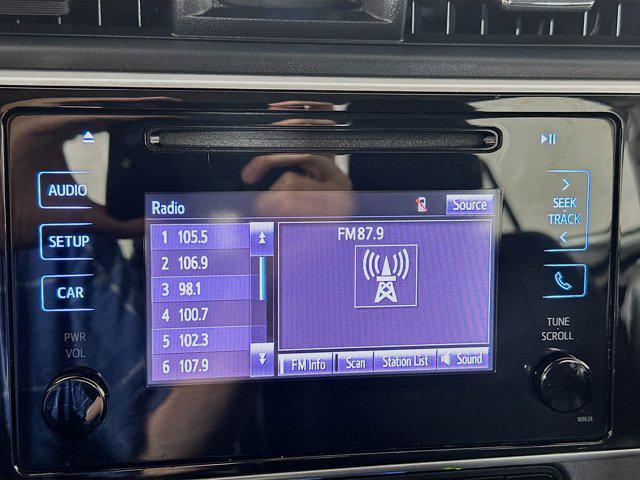 AUDIO
SETUP
CAR
PWR
VOL
Radio
Source
1 105.5
2 106.9
3 98.1
4 100.7
5 102.3
6 107.9
FM87.9
FM Info
Scan
Station List
Sound
SEEK
TRACK
TUNE
SCROLL
100639